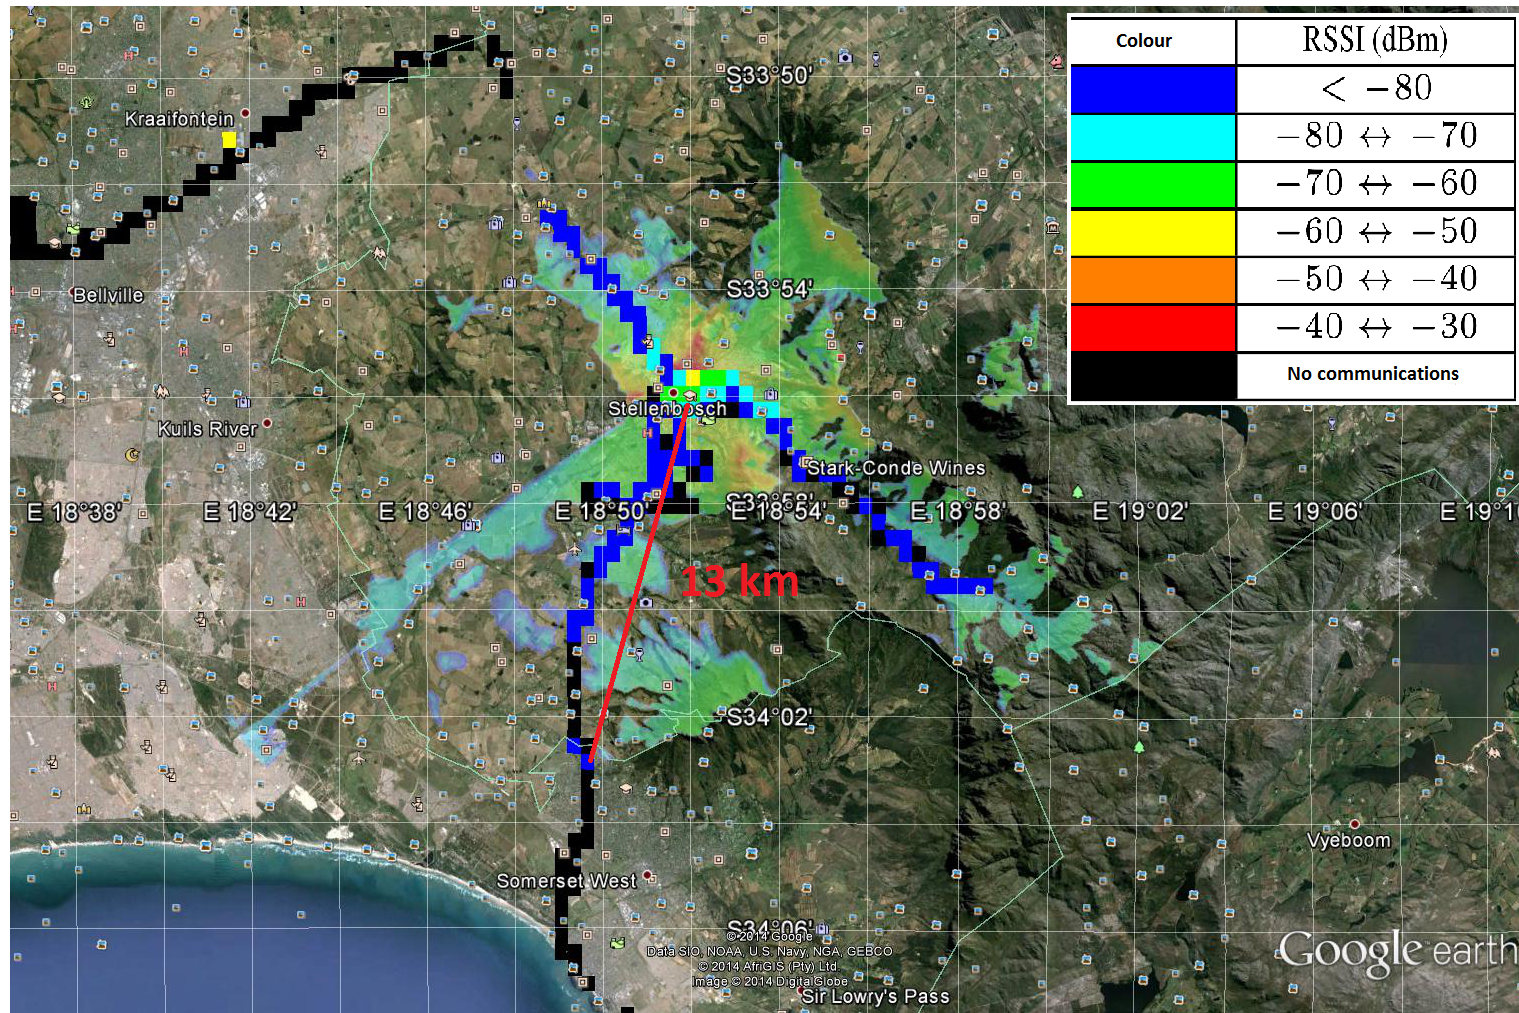 Colour RSSI (dBm)
< −80
−80 ↔ −70
−70 ↔ −60
−60 ↔ −50
−50 ↔ −40
−40 ↔ −30
No communications
S33°50'
Kraaifontein
S33°54'
Bellville
Stellenbosch
Kuils River
Stark-Conde Wines
S33°58'
E 18°38' E 18°42' E 18°46' E 18°50' E 18°54' E 18°58' E 19°02' E 19°06' E 19°10
13 km
S34°02'
Vyeboom
Somerset West
S34°06'
© 2014 Google
Data SIO, NOAA, U.S. Navy, NGA, GEBCO
© 2014 AfriGIS (Pty) Ltd.
Image © 2014 DigitalGlobe
Google earth
Sir Lowry's Pass